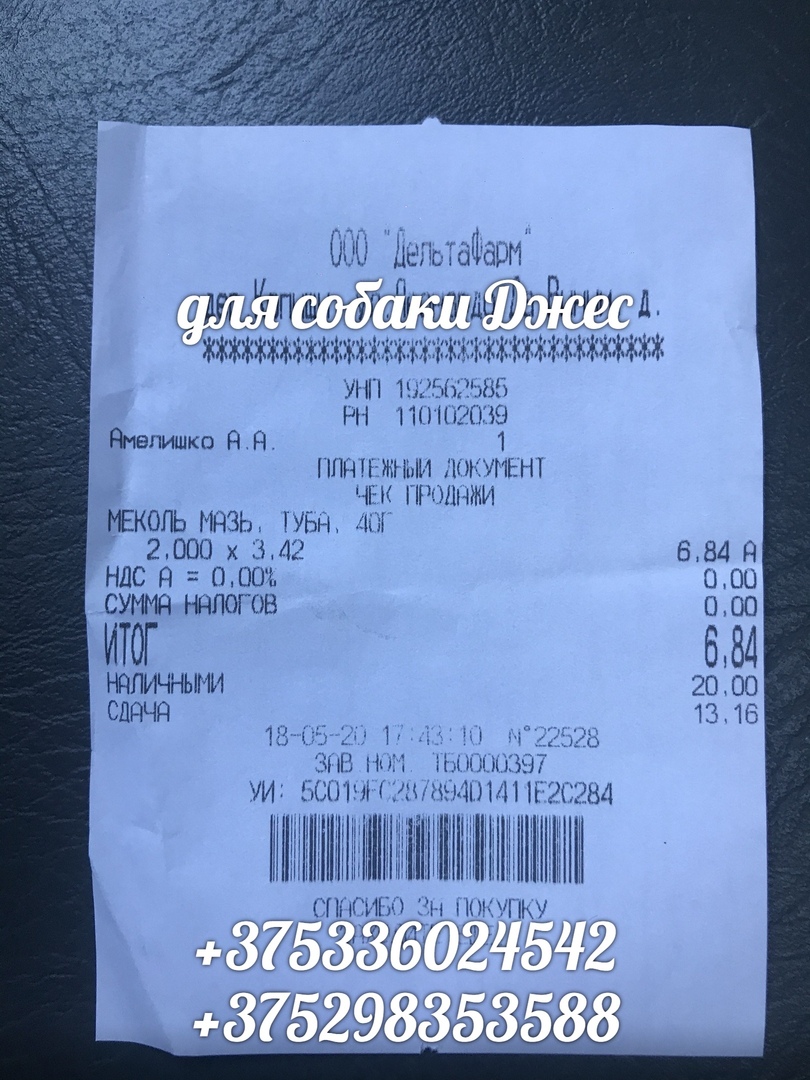 ООО "ДельтаФарм"
для собаки Джес
д.
УНП 192562585
РН 110102039
Амелишко А.А. 1
ПЛАТЕЖНЫЙ ДОКУМЕНТ
ЧЕК ПРОДАЖИ
МЕКОЛЬ МАЗЬ, ТУБА, 40Г
2,000 x 3,42 6,84 А
НДС А = 0,00% 0,00
СУММА НАЛОГОВ 0,00
ИТОГ 6,84
НАЛИЧНЫМИ 20,00
СДАЧА 13,16
18-05-20 17:43:10 N°22528
ЗАВ НОМ. ТБ0000397
УИ: 5C019FC287894D1411E2C284
СПАСИБО ЗА ПОКУПКУ
+375336024542
+375298353588